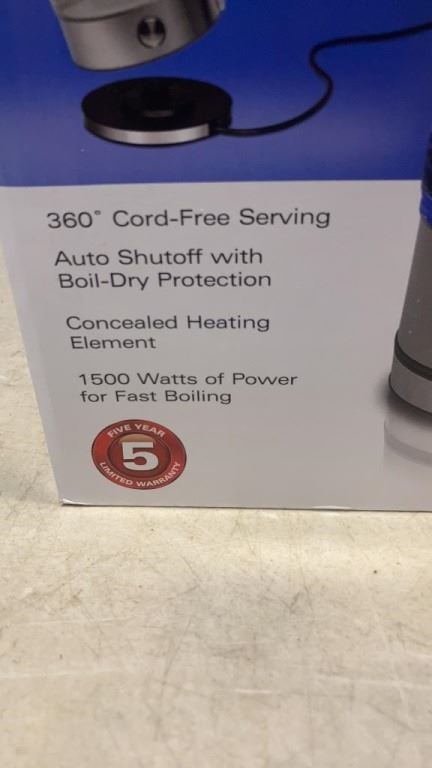 360° Cord-Free Serving
Auto Shutoff with
Boil-Dry Protection
Concealed Heating
Element
1500 Watts of Power
for Fast Boiling
FIVE YEAR
5
LIMITED WARRANTY